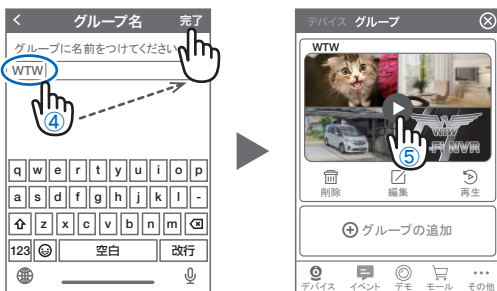 グループ名
完了
グループに名前をつけてください
WTW
④
q w e r t y u i o p
a s d f g h j k l -
z x c v b n m
123 空白 改行
デバイス グループ
WTW
WTW
NVR
⑤
削除 編集 再生
グループの追加
デバイス イベント デモ モール その他